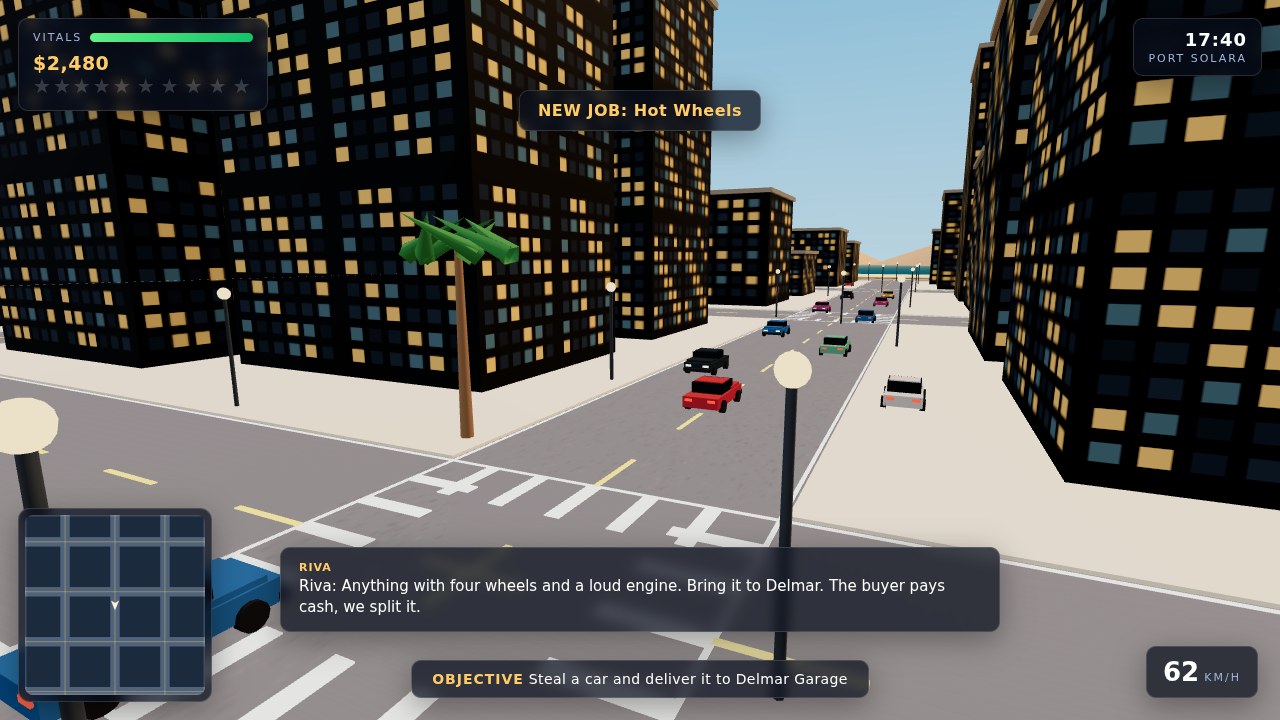 VITALS
$2,480
17:40
PORT SOLARA
NEW JOB: Hot Wheels
RIVA
Riva: Anything with four wheels and a loud engine. Bring it to Delmar. The buyer pays
cash, we split it.
OBJECTIVE Steal a car and deliver it to Delmar Garage
62 KM/H